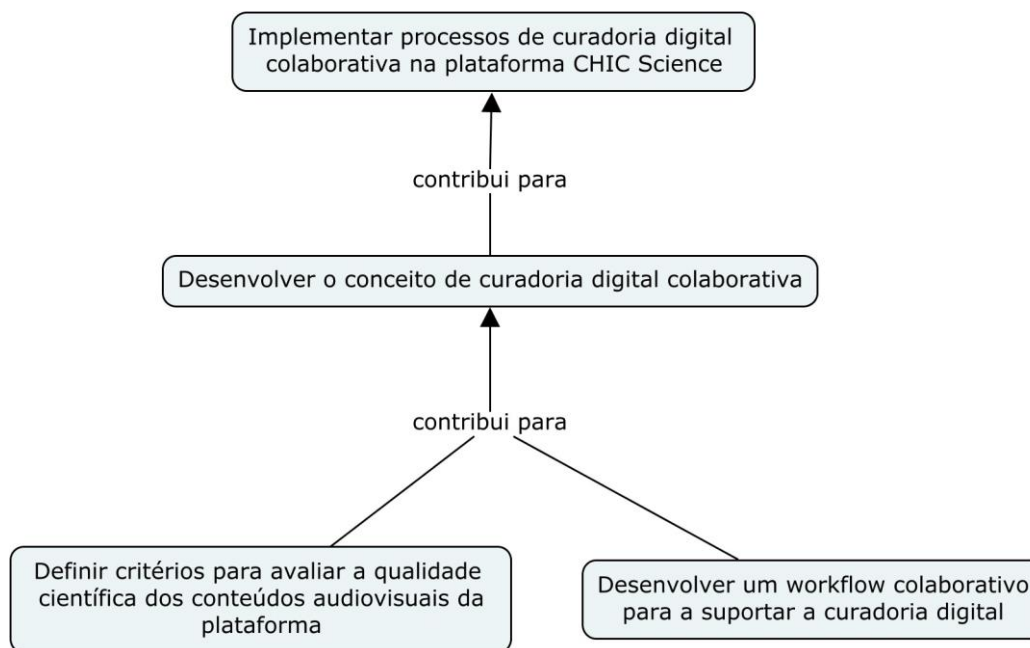 Implementar processos de curadoria digital
colaborativa na plataforma CHIC Science
contribui para
Desenvolver o conceito de curadoria digital colaborativa
contribui para
Definir critérios para avaliar a qualidade
científica dos conteúdos audiovisuais da
plataforma
Desenvolver um workflow colaborativo
para a suportar a curadoria digital